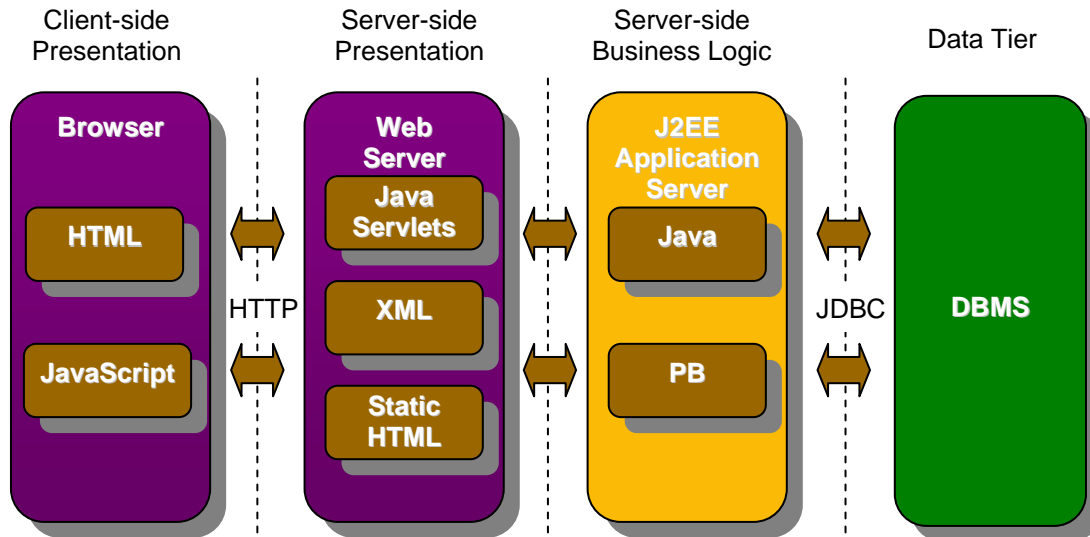 Client-side
Presentation
Server-side
Presentation
Server-side
Business Logic
Data Tier
Browser
HTML
JavaScript
HTTP
Web
Server
Java
Servlets
XML
Static
HTML
J2EE
Application
Server
Java
PB
JDBC
DBMS